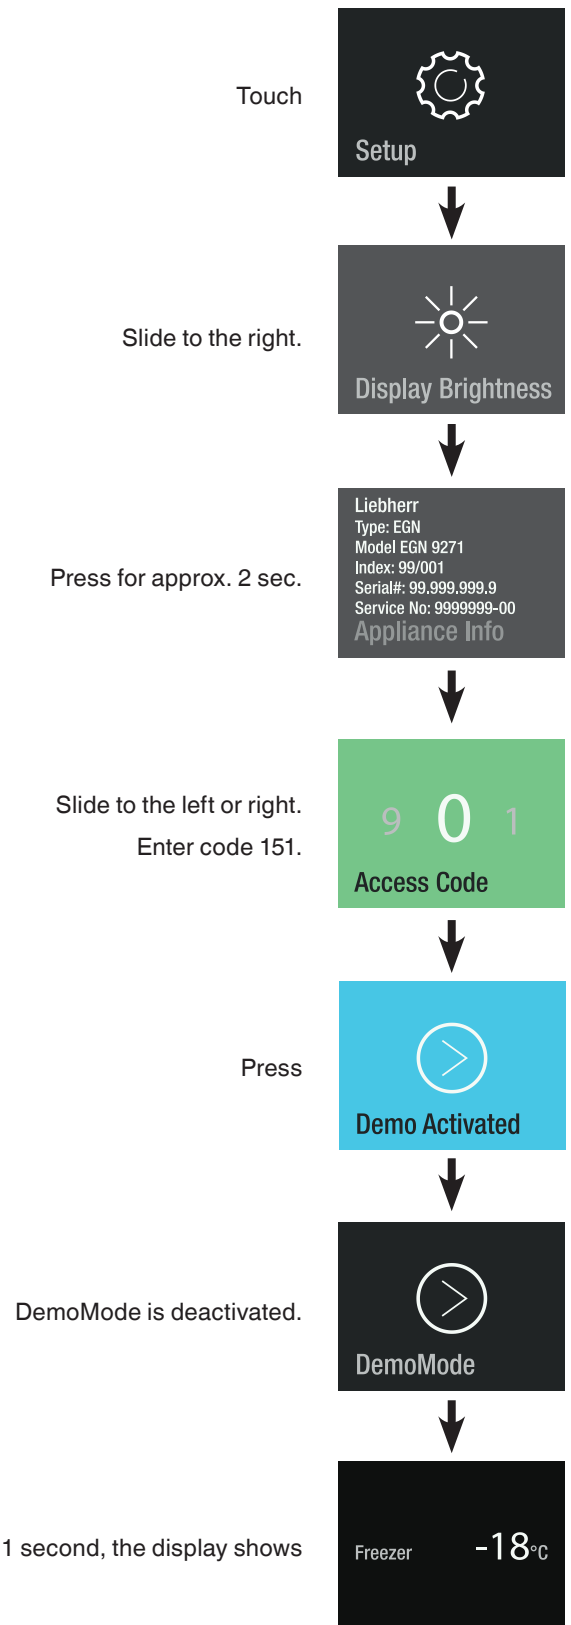 Touch
Setup
Slide to the right.
Display Brightness
Press for approx. 2 sec.
Liebherr
Type: EGN
Model EGN 9271
Index: 99/001
Serial#: 99.999.999.9
Service No: 9999999-00
Appliance Info
Slide to the left or right.
Enter code 151.
9 0 1
Access Code
Press
Demo Activated
DemoMode is deactivated.
DemoMode
1 second, the display shows
Freezer -18°C